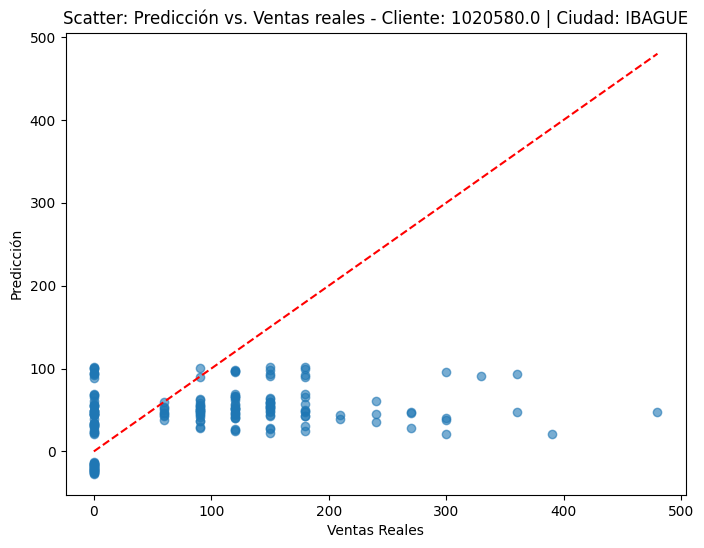 Scatter: Predicción vs. Ventas reales - Cliente: 1020580.0 | Ciudad: IBAGUE
500
400
300
200
100
0
Predicción
0 100 200 300 400 500
Ventas Reales